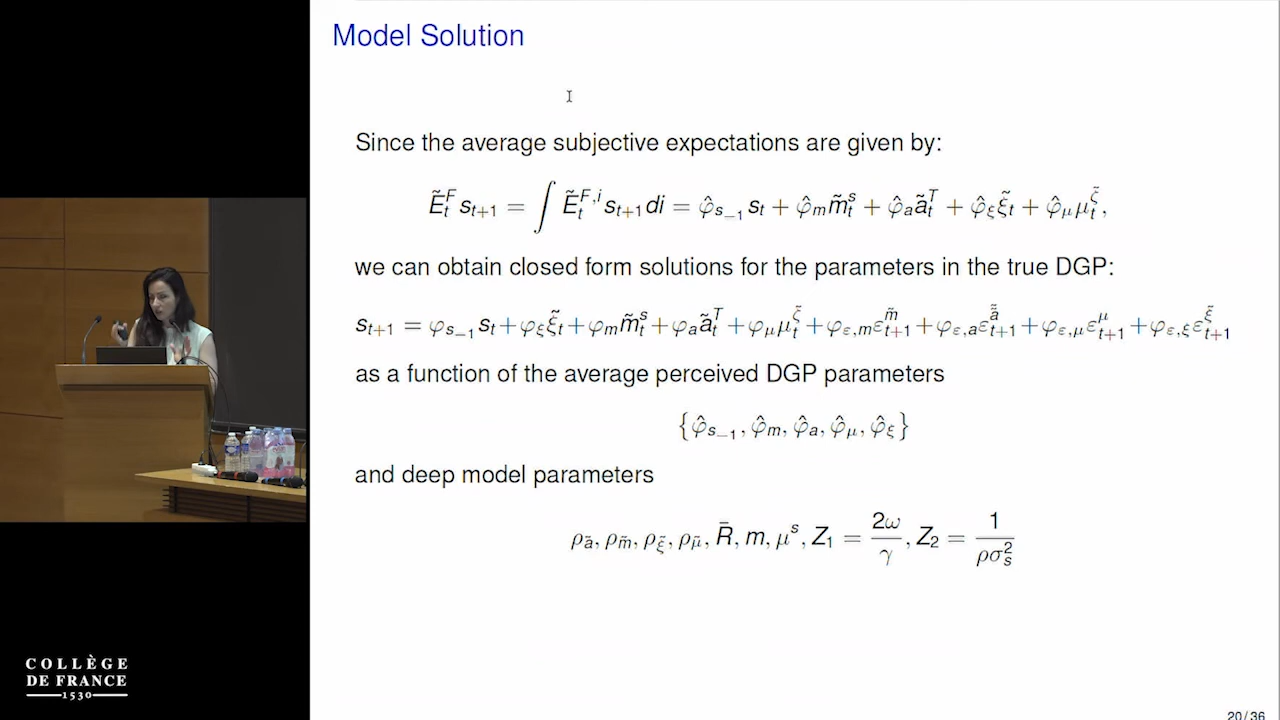 Model Solution
Since the average subjective expectations are given by:
Ẽ_t^F s_{t+1} = ∫ Ẽ_t^{F,i} s_{t+1} di = φ̂_{s_{-1}} s_t + φ̂_m m̃_t^s + φ̂_a ã_t^T + φ̂_ξ ξ̃_t + φ̂_μ μ_t^{ξ̃},
we can obtain closed form solutions for the parameters in the true DGP:
s_{t+1} = φ_{s_{-1}} s_t + φ_ξ ξ̃_t + φ_m m̃_t^s + φ_a ã_t^T + φ_μ μ_t^{ξ̃} + φ_{ε,m} ε_{t+1}^{m̃} + φ_{ε,a} ε_{t+1}^{ã̃} + φ_{ε,μ} ε_{t+1}^μ + φ_{ε,ξ} ε_{t+1}^{ξ̃}
as a function of the average perceived DGP parameters
{φ̂_{s_{-1}}, φ̂_m, φ̂_a, φ̂_μ, φ̂_ξ}
and deep model parameters
ρ_ã, ρ_m̃, ρ_ξ̃, ρ_μ̃, R̄, m, μ^s, Z_1 = 2ω/γ, Z_2 = 1/ρσ_s^2
COLLÈGE
DE FRANCE
1530
20/36